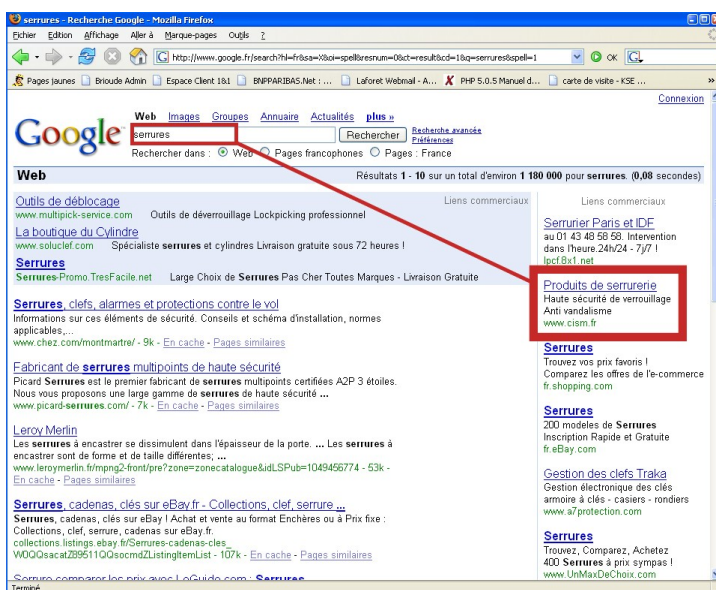 serrures - Recherche Google - Mozilla Firefox
Fichier Edition Affichage Aller à Marque-pages Outils ?
http://www.google.fr/search?hl=fr&sa=X&oi=spell&resnum=0&ct=result&cd=1&q=serrures&spell=1 OK
Pages jaunes Brioude Admin Espace Client 1&1 BNPPARIBAS.Net : ... Laforet Webmail - A... PHP 5.0.5 Manuel d... carte de visite - KSE ... »
Connexion
Web Images Groupes Annuaire Actualités plus »
Google serrures Rechercher Recherche avancée
Préférences
Rechercher dans : Web Pages francophones Pages : France
Web Résultats 1 - 10 sur un total d'environ 1 180 000 pour serrures. (0,08 secondes)
Outils de déblocage Liens commerciaux
www.multipick-service.com Outils de déverrouillage Lockpicking professionnel
La boutique du Cylindre
www.soluclef.com Spécialiste serrures et cylindres Livraison gratuite sous 72 heures !
Serrures
Serrures-Promo.TresFacile.net Large Choix de Serrures Pas Cher Toutes Marques - Livraison Gratuite
Serrures, clefs, alarmes et protections contre le vol
Informations sur ces éléments de sécurité. Conseils et schéma d'installation, normes
applicables,...
www.chez.com/montmartre/ - 9k - En cache - Pages similaires
Fabricant de serrures multipoints de haute sécurité
Picard Serrures est le premier fabricant de serrures multipoints certifiées A2P 3 étoiles.
Nous vous proposons une large gamme de serrures de haute sécurité ...
www.picard-serrures.com/ - 7k - En cache - Pages similaires
Leroy Merlin
Les serrures à encastrer se dissimulent dans l'épaisseur de la porte. ... Les serrures à
encastrer sont de forme et de taille différentes; ...
www.leroymerlin.fr/mpng2-front/pre?zone=zonecatalogue&idLSPub=1049456774 - 53k -
En cache - Pages similaires
Serrures, cadenas, clés sur eBay.fr - Collections, clef, serrure ...
Serrures, cadenas, clés sur eBay ! Achat et vente au format Enchères ou à Prix fixe :
Collections, clef, serrure, cadenas sur eBay.fr.
collections.listings.ebay.fr/Serrures-cadenas-cles_
W0QQsacatZ89511QQsocmdZListingItemList - 107k - En cache - Pages similaires
Serrure comparer les prix avec LeGuide.com : Serrures
Liens commerciaux
Serrurier Paris et IDF
au 01 43 48 58 58. Intervention
dans l'heure.24h/24 - 7j/7 !
lpcf.8x1.net
Produits de serrurerie
Haute sécurité de verrouillage
Anti vandalisme
www.cism.fr
Serrures
Trouvez vos prix favoris !
Comparez les offres de l'e-commerce
fr.shopping.com
Serrures
200 modeles de Serrures
Inscription Rapide et Gratuite
fr.eBay.com
Gestion des clefs Traka
Gestion électronique des clés
armoire à clés - casiers - rondiers
www.a7protection.com
Serrures
Trouvez, Comparez, Achetez
400 Serrures à prix sympas !
www.UnMaxDeChoix.com
Terminé